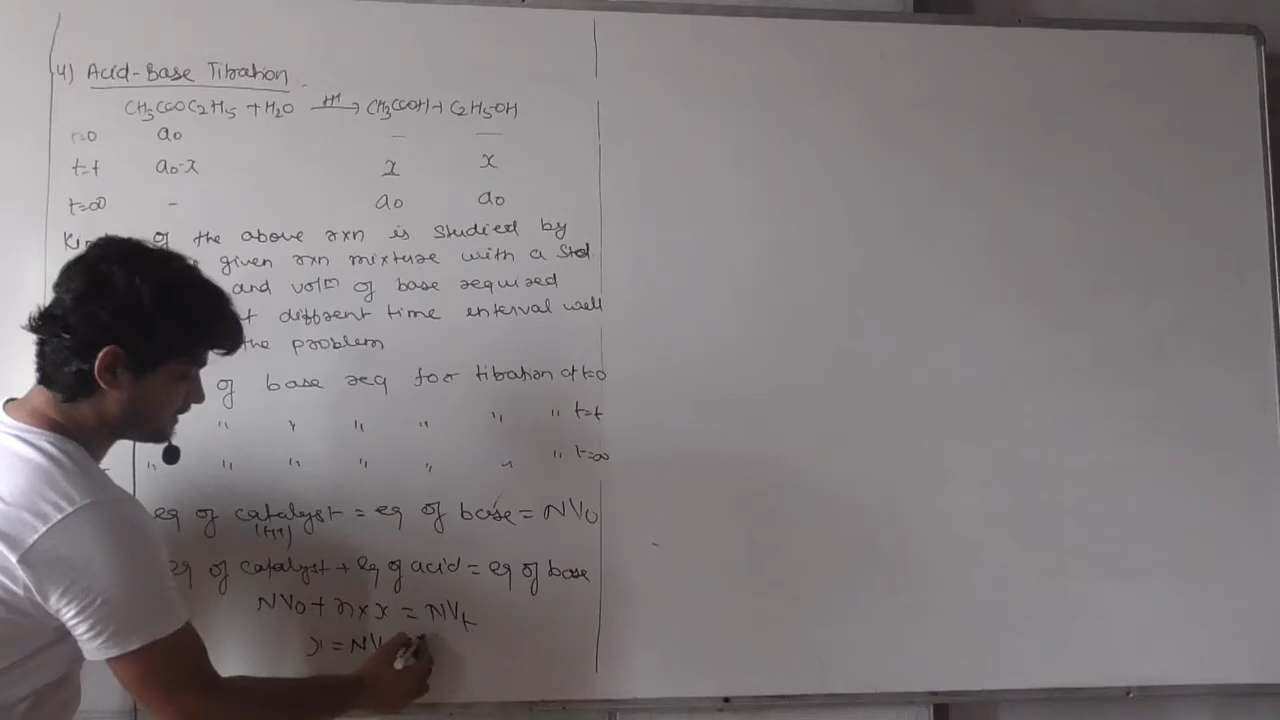 4) Acid-Base Titration
CH3COOC2H5 + H2O H+ → CH3COOH + C2H5OH
t=0 a0 — —
t=t a0-x x x
t=∞ - a0 a0
of the above rxn is studied by
given rxn mixture with a std
and volm of base required
diffrent time interval well
the problem
of base req for titration at t=0
" " " " " " t=t
" " " " " " " t=∞
eq of catalyst = eq of base = NV0
(H+)
eq of catalyst + eq of acid = eq of base
NV0 + n×x = NVt
x = NV